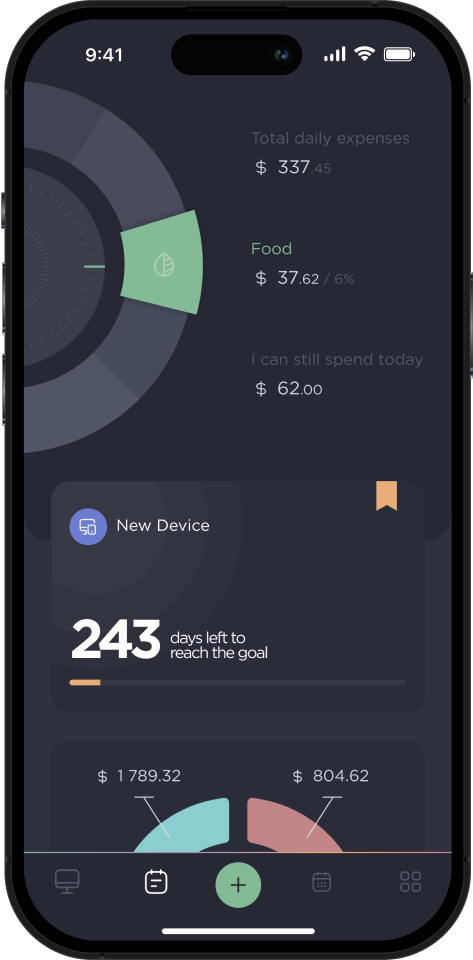 9:41
Total daily expenses
$ 337.45
Food
$ 37.62 / 6%
I can still spend today
$ 62.00
New Device
243 days left to
reach the goal
$ 1 789.32
$ 804.62